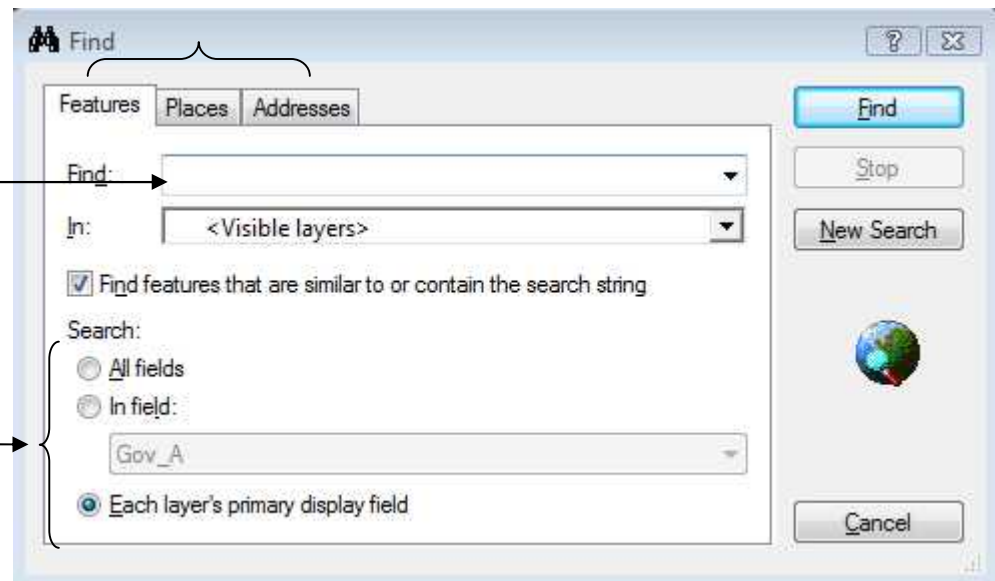 Find
?
Features Places Addresses
Find
Find:
Stop
In: <Visible layers>
New Search
Find features that are similar to or contain the search string
Search:
All fields
In field:
Gov_A
Each layer's primary display field
Cancel